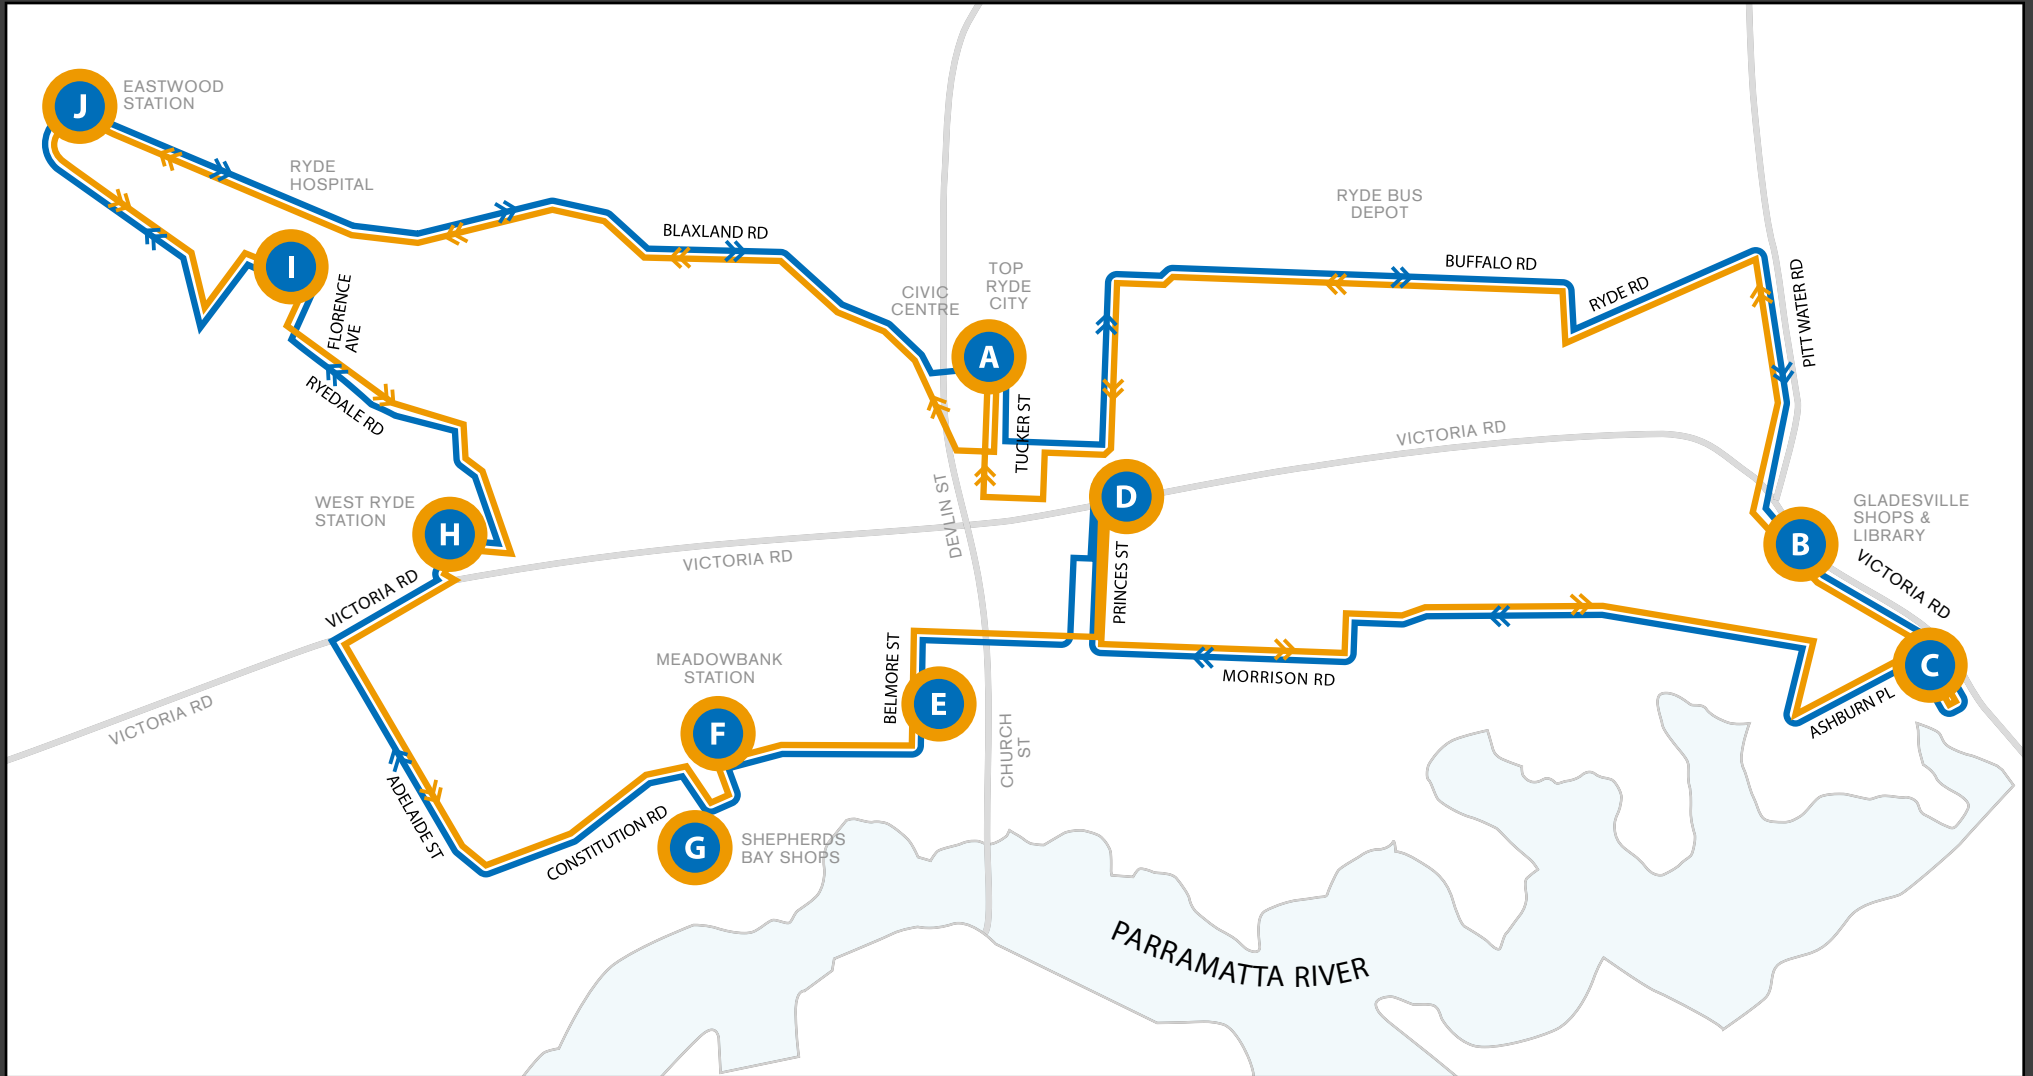 J
EASTWOOD
STATION
RYDE
HOSPITAL
BLAXLAND RD
RYDE BUS
DEPOT
BUFFALO RD
RYDE RD
PITT WATER RD
I
FLORENCE
AVE
RYEDALE RD
CIVIC
CENTRE
TOP
RYDE
CITY
A
TUCKER ST
VICTORIA RD
D
DEVLIN ST
PRINCES ST
WEST RYDE
STATION
H
VICTORIA RD
VICTORIA RD
GLADESVILLE
SHOPS &
LIBRARY
B
VICTORIA RD
C
ASHBURN PL
MORRISON RD
BELMORE ST
E
CHURCH
ST
MEADOWBANK
STATION
F
VICTORIA RD
ADELAIDE ST
CONSTITUTION RD
G
SHEPHERDS
BAY SHOPS
PARRAMATTA RIVER